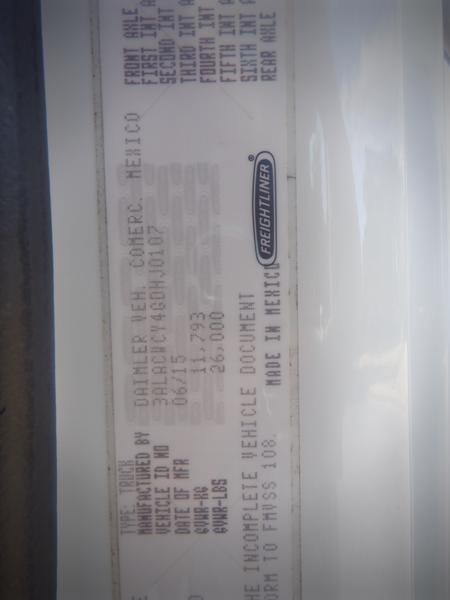 TYPE: TRUCK
MANUFACTURED BY DAIMLER VEH. COMERC. MEXICO
VEHICLE ID NO 3ALACWCY4GDHJ0107
DATE OF MFR 06/15
GVWR-KG 11,793
GVWR-LBS 26,000
INCOMPLETE VEHICLE DOCUMENT
TO FMVSS 108.
MADE IN MEXICO
FREIGHTLINER®
FRONT AXLE
FIRST INT
SECOND INT
THIRD INT
FOURTH INT
FIFTH INT
SIXTH INT
REAR AXLE